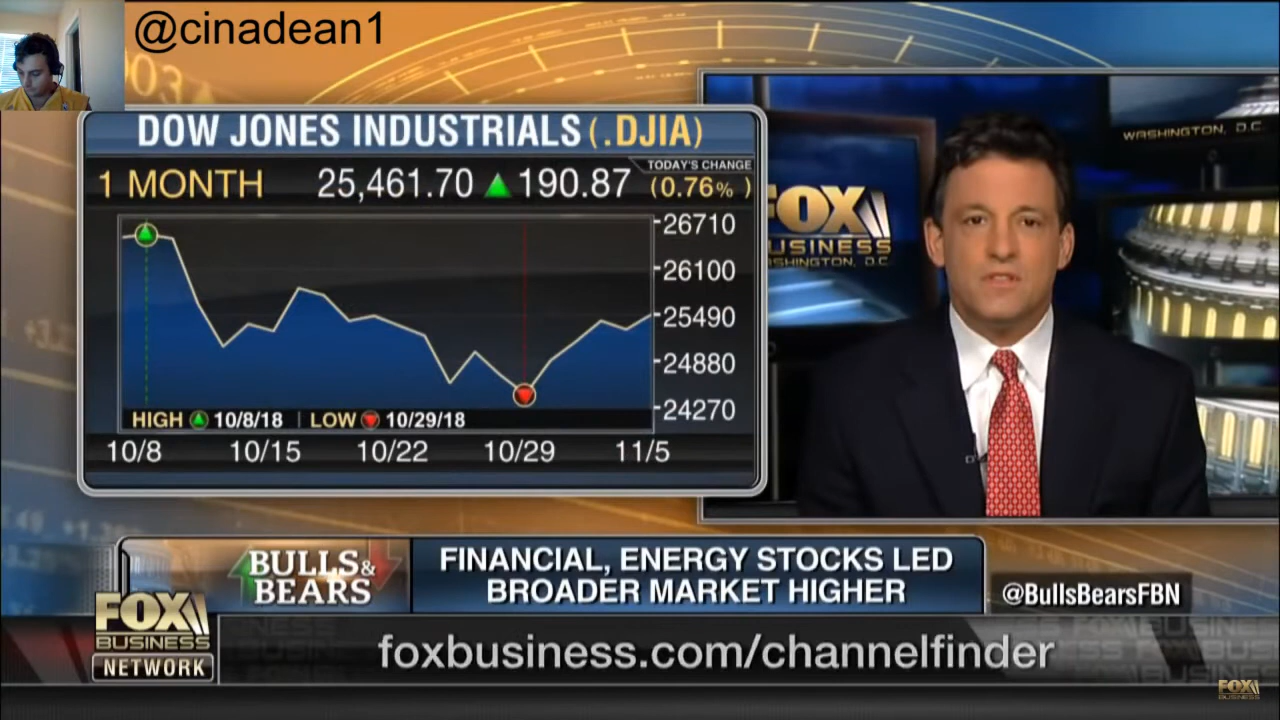 @cinadean1
DOW JONES INDUSTRIALS (.DJIA)
TODAY'S CHANGE
1 MONTH 25,461.70 190.87 (0.76%)
26710
26100
25490
24880
24270
HIGH 10/8/18 | LOW 10/29/18
10/8 10/15 10/22 10/29 11/5
WASHINGTON, D.C
FOX
BUSINESS
WASHINGTON, D.C.
BULLS&
BEARS
FINANCIAL, ENERGY STOCKS LED
BROADER MARKET HIGHER
@BullsBearsFBN
FOX
BUSINESS
NETWORK
foxbusiness.com/channelfinder
FOX
BUSINESS